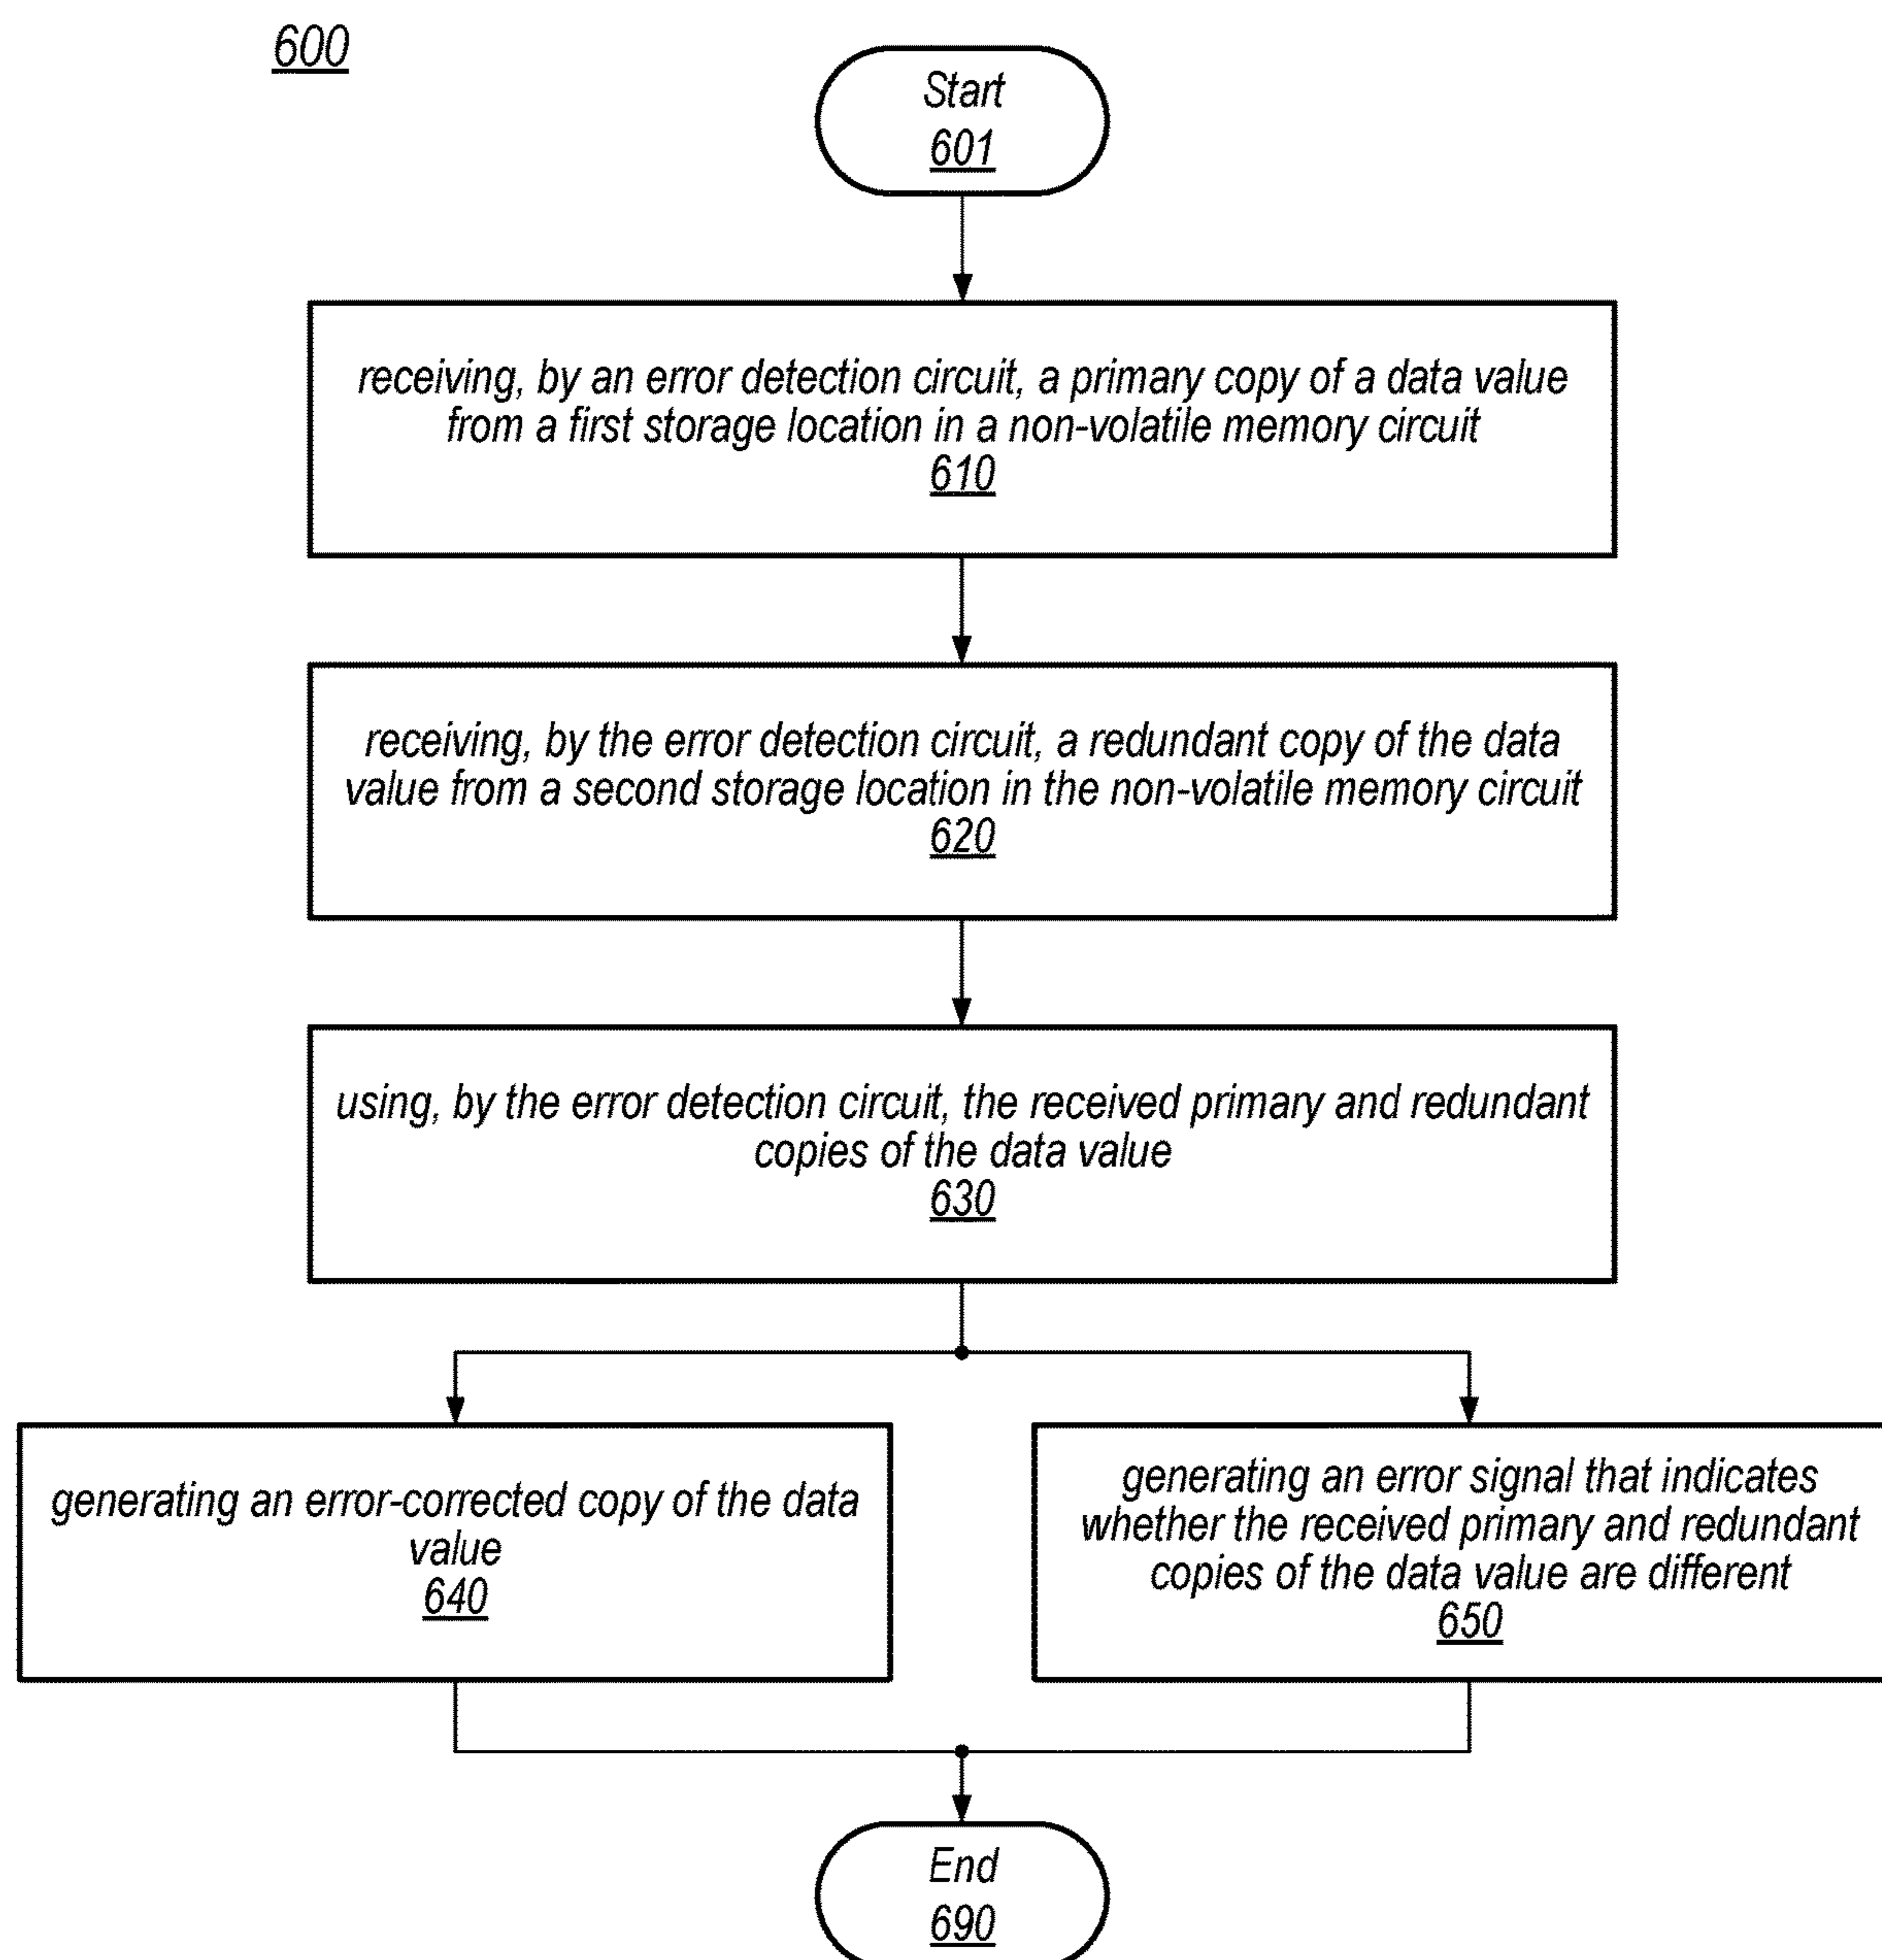 600
Start
601
receiving, by an error detection circuit, a primary copy of a data value
from a first storage location in a non-volatile memory circuit
610
receiving, by the error detection circuit, a redundant copy of the data
value from a second storage location in the non-volatile memory circuit
620
using, by the error detection circuit, the received primary and redundant
copies of the data value
630
generating an error-corrected copy of the data
value
640
generating an error signal that indicates
whether the received primary and redundant
copies of the data value are different
650
End
690